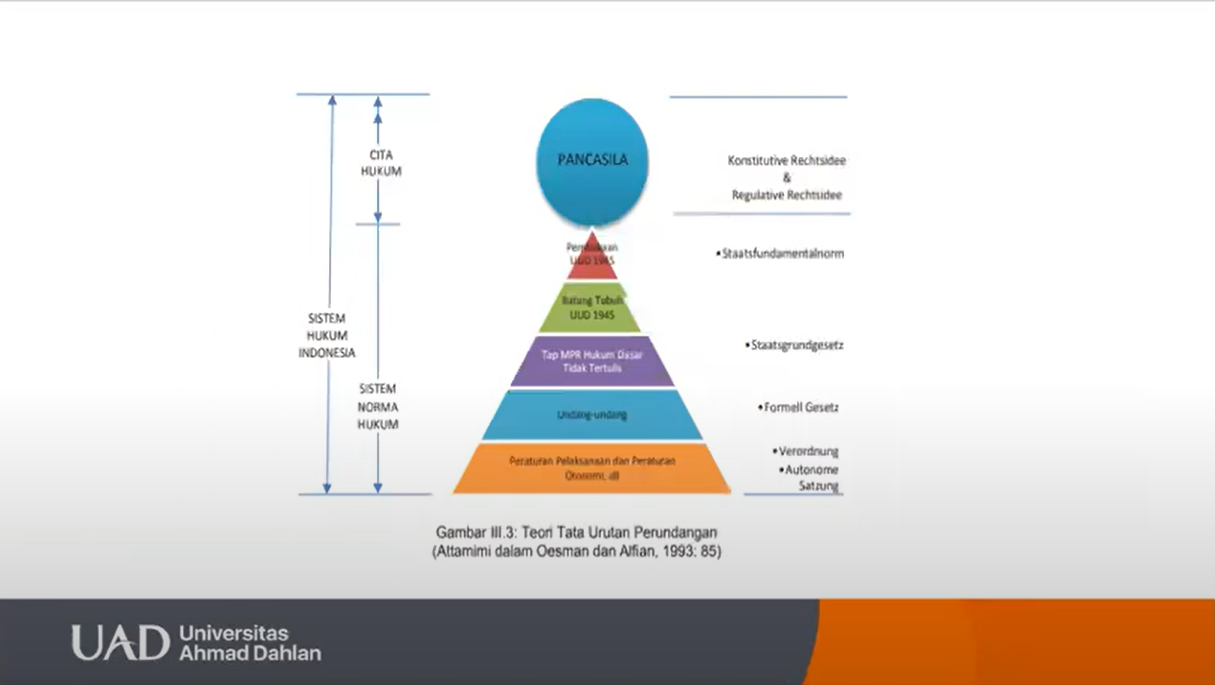 CITA
HUKUM
SISTEM
HUKUM
INDONESIA
SISTEM
NORMA
HUKUM
PANCASILA
Pembukaan
UUD 1945
Batang Tubuh
UUD 1945
Tap MPR Hukum Dasar
Tidak Tertulis
Undang-undang
Peraturan Pelaksanaan dan Peraturan
Otonomi, dll
Konstitutive Rechtsidee
&
Regulative Rechtsidee
•Staatsfundamentalnorm
•Staatsgrundgesetz
•Formell Gesetz
•Verordnung
•Autonome
Satzung
Gambar III.3: Teori Tata Urutan Perundangan
(Attamimi dalam Oesman dan Alfian, 1993: 85)
UAD
Universitas
Ahmad Dahlan